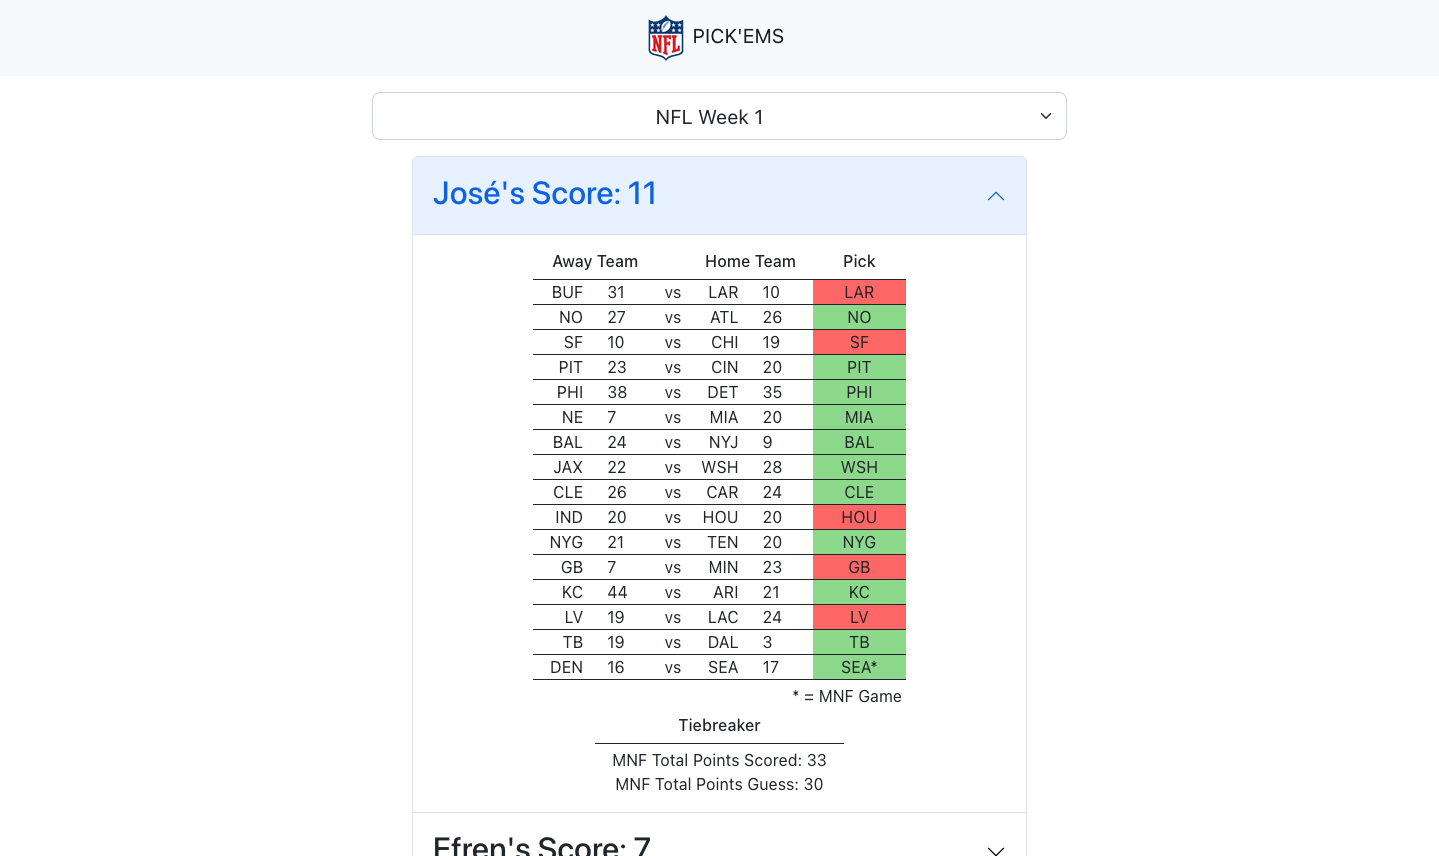 NFL PICK'EMS
NFL Week 1
José's Score: 11
Away Team Home Team Pick
BUF 31 vs LAR 10 LAR
NO 27 vs ATL 26 NO
SF 10 vs CHI 19 SF
PIT 23 vs CIN 20 PIT
PHI 38 vs DET 35 PHI
NE 7 vs MIA 20 MIA
BAL 24 vs NYJ 9 BAL
JAX 22 vs WSH 28 WSH
CLE 26 vs CAR 24 CLE
IND 20 vs HOU 20 HOU
NYG 21 vs TEN 20 NYG
GB 7 vs MIN 23 GB
KC 44 vs ARI 21 KC
LV 19 vs LAC 24 LV
TB 19 vs DAL 3 TB
DEN 16 vs SEA 17 SEA*
* = MNF Game
Tiebreaker
MNF Total Points Scored: 33
MNF Total Points Guess: 30
Efren's Score: 7